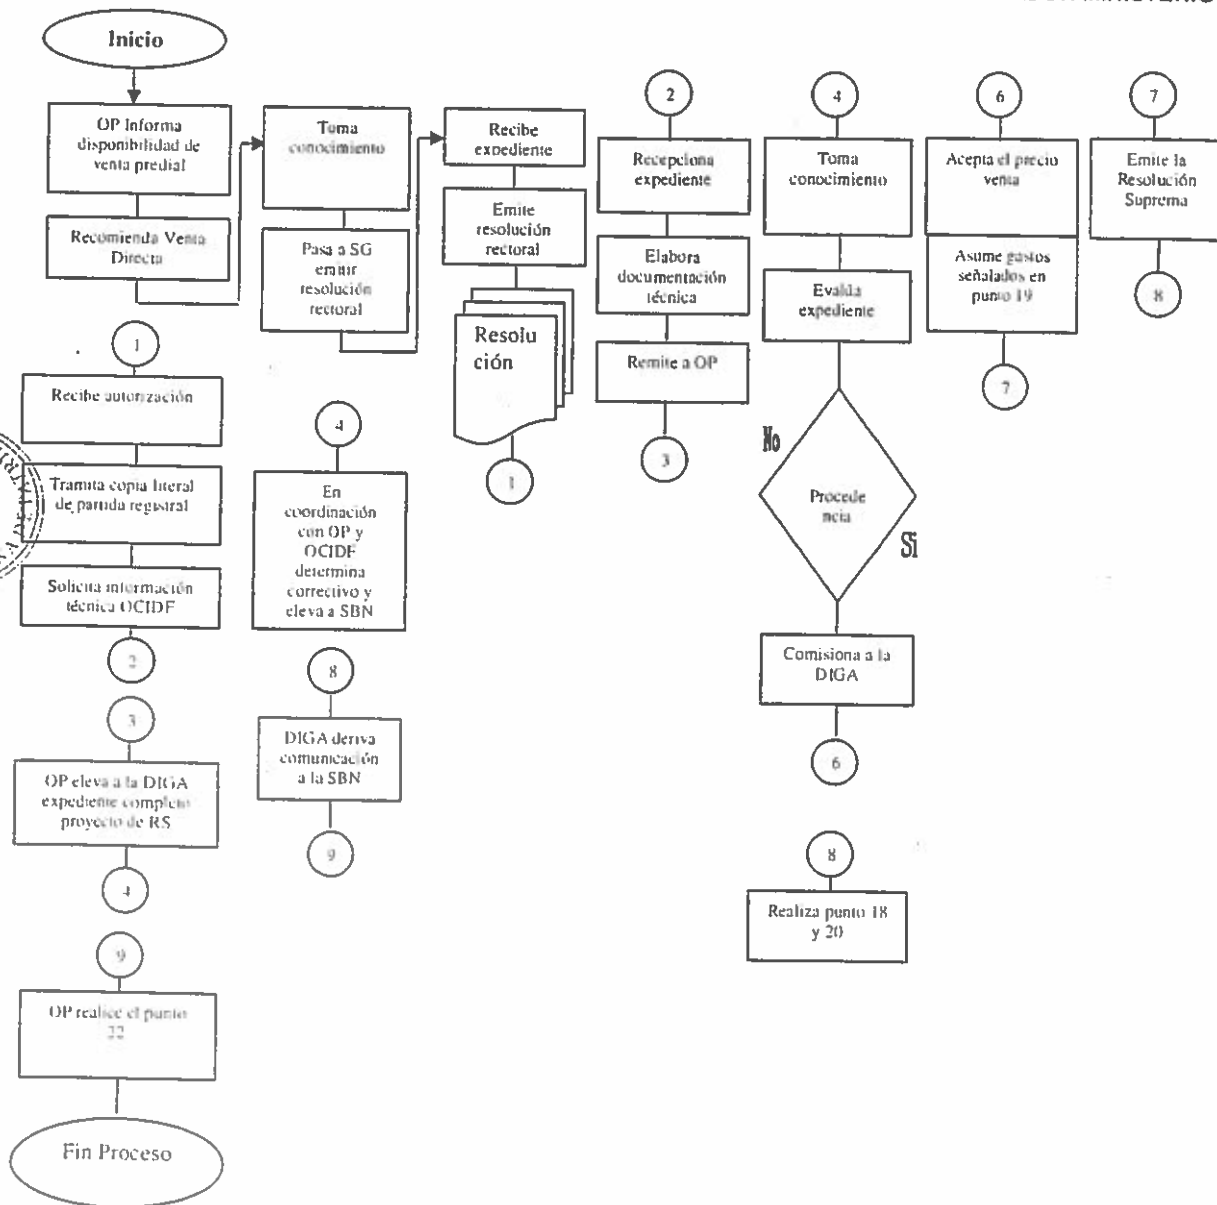 Inicio
OP Informa
disponibilidad de
venta predial
Recomienda Venta
Directa
1
Recibe autorización
Tramita copia literal
de partida registral
Solicita información
técnica OCIDF
2
3
OP eleva a la DIGA
expediente completo
proyecto de RS
4
9
OP realice el punto
22
Fin Proceso
Toma
conocimiento
Pasa a SG
emitir
resolución
rectoral
4
En
coordinación
con OP y
OCIDF
determina
correctivo y
eleva a SBN
8
DIGA deriva
comunicación
a la SBN
9
Recibe
expediente
Emite
resolución
rectoral
Resolu
ción
1
2
Recepciona
expediente
Elabora
documentación
técnica
Remite a OP
3
4
Toma
conocimiento
Evalúa
expediente
No
Procede
ncia
Si
Comisiona a la
DIGA
6
8
Realiza punto 18
y 20
6
Acepta el precio
venta
Asume gastos
señalados en
punto 19
7
7
Emite la
Resolución
Suprema
8